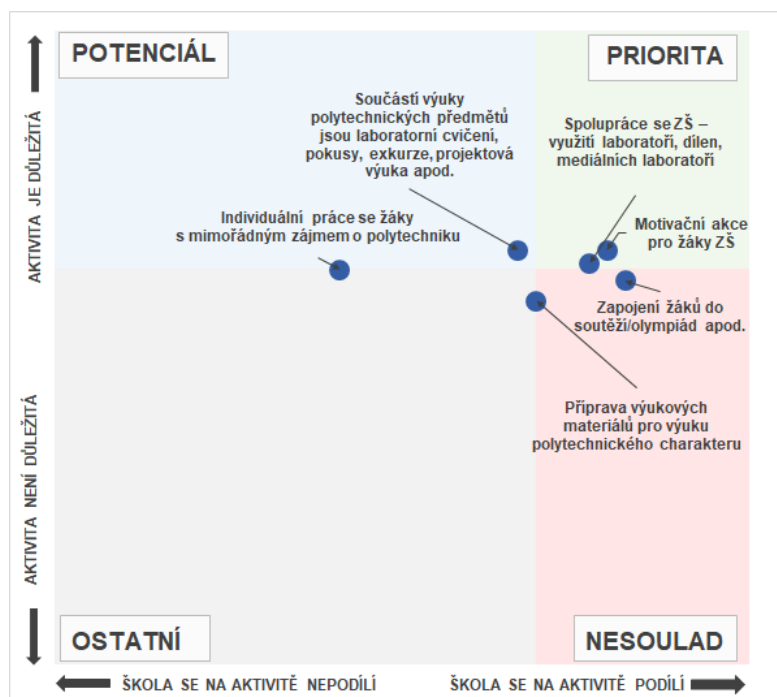 POTENCIÁL
PRIORITA
Součástí výuky
polytechnických předmětů
jsou laboratorní cvičení,
pokusy, exkurze, projektová
výuka apod.
Spolupráce se ZŠ –
využití laboratoří, dílen,
mediálních laboratoří
Individuální práce se žáky
s mimořádným zájmem o polytechniku
Motivační akce
pro žáky ZŠ
Zapojení žáků do
soutěží/olympiád apod.
Příprava výukových
materiálů pro výuku
polytechnického charakteru
AKTIVITA JE DŮLEŽITÁ
AKTIVITA NENÍ DŮLEŽITÁ
OSTATNÍ
NESOULAD
ŠKOLA SE NA AKTIVITĚ NEPODÍLÍ
ŠKOLA SE NA AKTIVITĚ PODÍLÍ